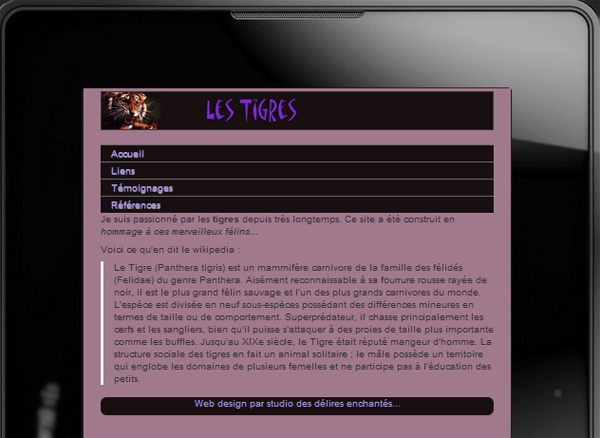 LES TIGRES
Accueil
Liens
Témoignages
Références
Je suis passionné par les tigres depuis très longtemps. Ce site a été construit en
hommage à ces merveilleux félins...
Voici ce qu'en dit le wikipedia :
Le Tigre (Panthera tigris) est un mammifère carnivore de la famille des félidés
(Felidae) du genre Panthera. Aisément reconnaissable à sa fourrure rousse rayée de
noir, il est le plus grand félin sauvage et l'un des plus grands carnivores du monde.
L'espèce est divisée en neuf sous-espèces possédant des différences mineures en
termes de taille ou de comportement. Superprédateur, il chasse principalement les
cerfs et les sangliers, bien qu'il puisse s'attaquer à des proies de taille plus importante
comme les buffles. Jusqu'au XIXe siècle, le Tigre était réputé mangeur d'homme. La
structure sociale des tigres en fait un animal solitaire ; le mâle possède un territoire
qui englobe les domaines de plusieurs femelles et ne participe pas à l'éducation des
petits.
Web design par studio des délires enchantés...